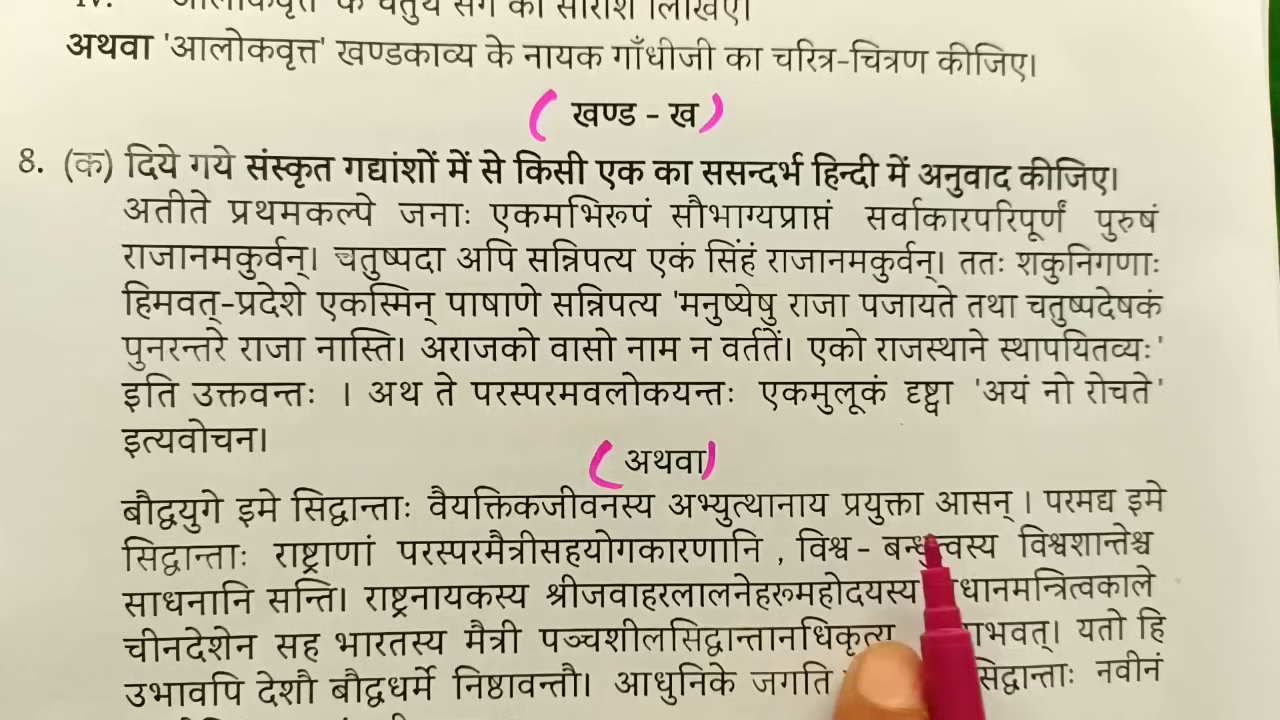 IV. 'आलोकवृत्त' के चतुर्थ सर्ग का सारांश लिखिए।
अथवा 'आलोकवृत्त' खण्डकाव्य के नायक गाँधीजी का चरित्र-चित्रण कीजिए।
( खण्ड - ख )
8. (क) दिये गये संस्कृत गद्यांशों में से किसी एक का ससन्दर्भ हिन्दी में अनुवाद कीजिए।
अतीते प्रथमकल्पे जनाः एकमभिरूपं सौभाग्यप्राप्तं सर्वाकारपरिपूर्णं पुरुषं
राजानमकुर्वन्। चतुष्पदा अपि सन्निपत्य एकं सिंहं राजानमकुर्वन्। ततः शकुनिगणाः
हिमवत्-प्रदेशे एकस्मिन् पाषाणे सन्निपत्य 'मनुष्येषु राजा पजायते तथा चतुष्पदेषकं
पुनरन्तरे राजा नास्ति। अराजको वासो नाम न वर्ततें। एको राजस्थाने स्थापयितव्यः'
इति उक्तवन्तः । अथ ते परस्परमवलोकयन्तः एकमुलूकं दृष्ट्वा 'अयं नो रोचते'
इत्यवोचन।
( अथवा )
बौद्धयुगे इमे सिद्धान्ताः वैयक्तिकजीवनस्य अभ्युत्थानाय प्रयुक्ता आसन् । परमद्य इमे
सिद्धान्ताः राष्ट्राणां परस्परमैत्रीसहयोगकारणानि , विश्व - बन्धुत्वस्य विश्वशान्तेश्च
साधनानि सन्ति। राष्ट्रनायकस्य श्रीजवाहरलालनेहरूमहोदयस्य
चीनदेशेन सह भारतस्य मैत्री पञ्चशीलसिद्धान्तानधिकृत्य यतो हि
उभावपि देशौ बौद्धधर्मे निष्ठावन्तौ। आधुनिके जगति सिद्धान्ताः नवीनं